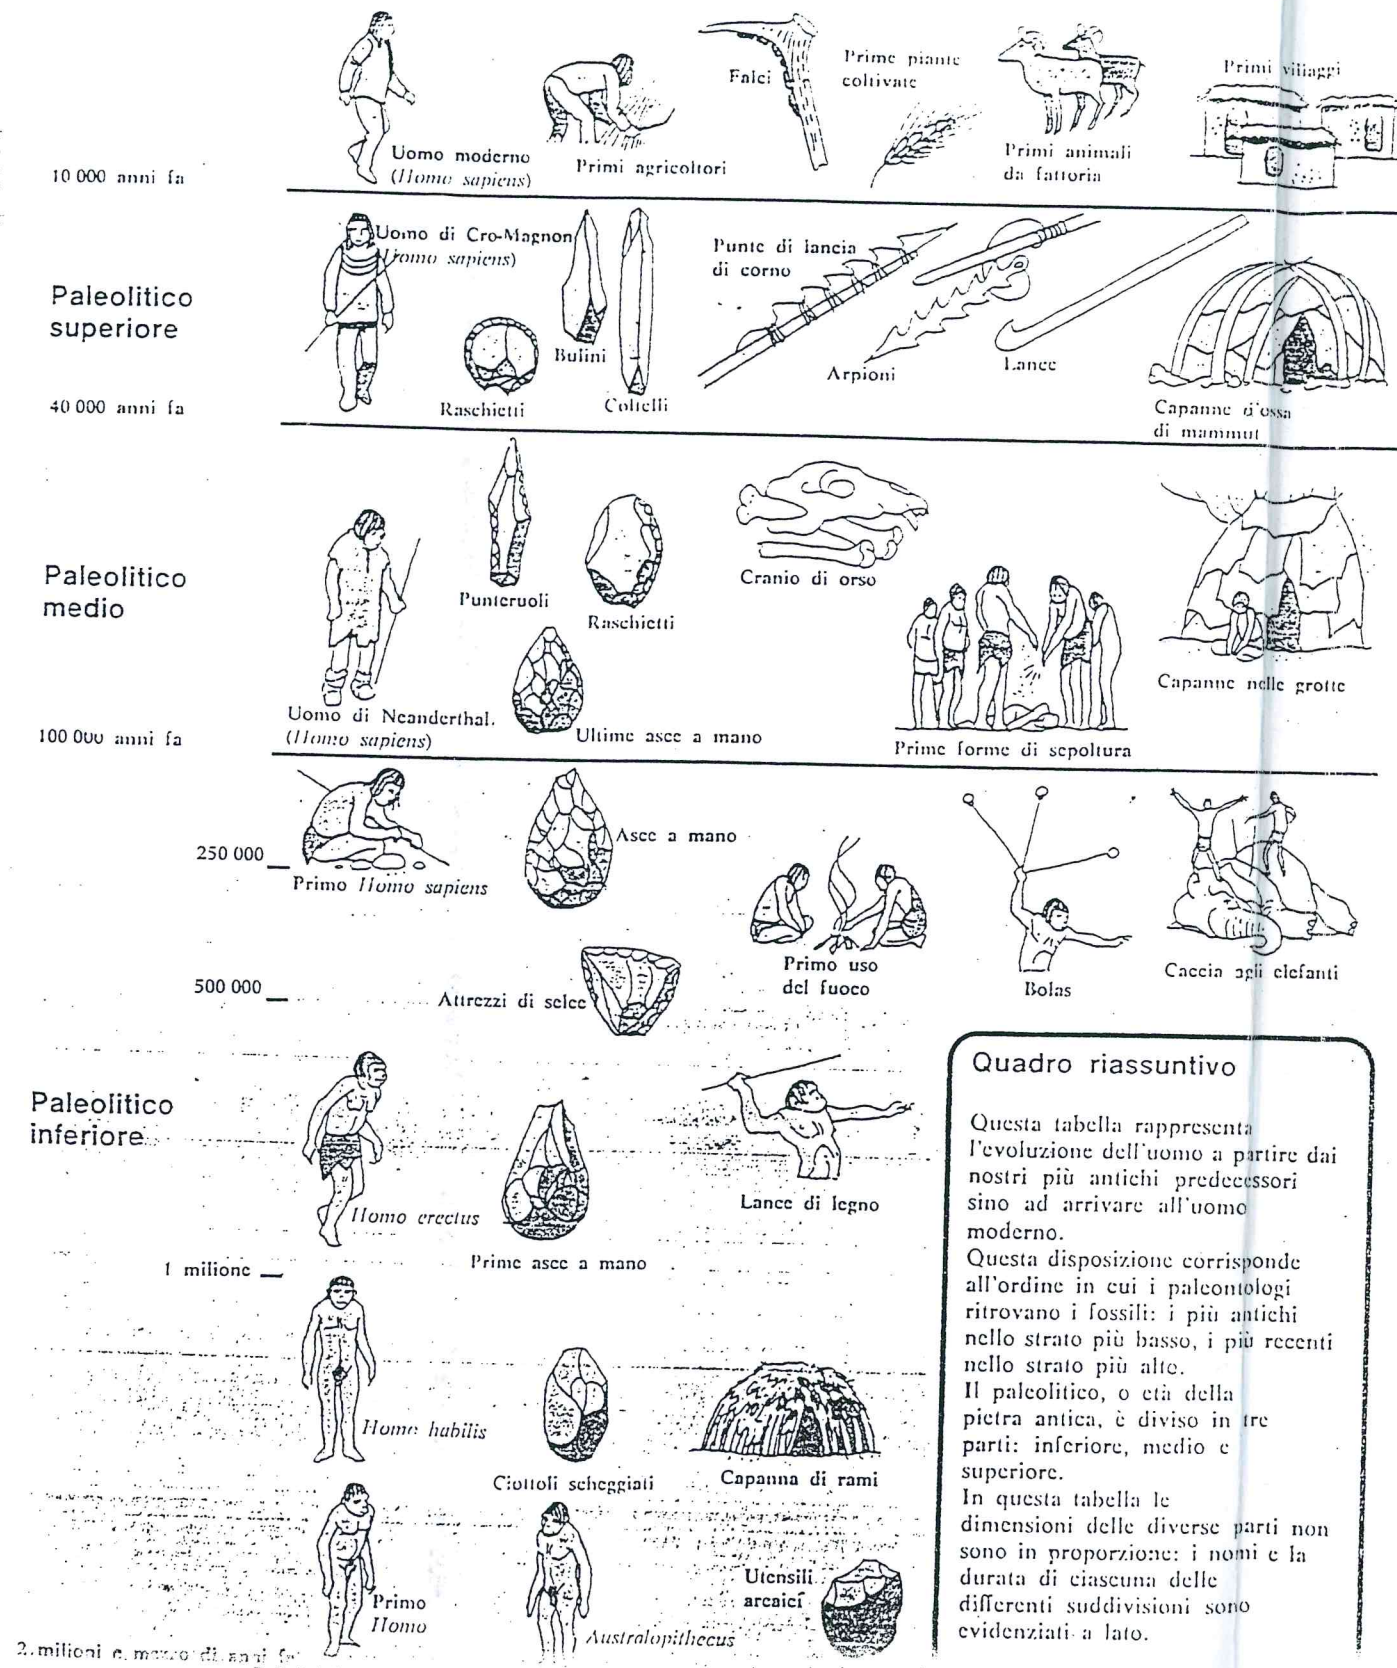 Uomo moderno
(Homo sapiens)
Primi agricoltori
Falci
Prime piante
coltivate
Primi animali
da fattoria
Primi villaggi
10 000 anni fa
Paleolitico
superiore
Uomo di Cro-Magnon
(Homo sapiens)
Raschietti
Bulini
Coltelli
Punte di lancia
di corno
Arpioni
Lance
Capanne d'ossa
di mammut
40 000 anni fa
Paleolitico
medio
Punteruoli
Raschietti
Cranio di orso
Capanne nelle grotte
Uomo di Neanderthal.
(Homo sapiens)
Ultime asce a mano
Prime forme di sepoltura
100 000 anni fa
250 000
Primo Homo sapiens
Asce a mano
Primo uso
del fuoco
Bolas
Caccia agli elefanti
500 000
Attrezzi di selce
Paleolitico
inferiore
Homo erectus
Prime asce a mano
Lance di legno
1 milione
Homo habilis
Ciottoli scheggiati
Capanna di rami
Primo
Homo
Australopithecus
Utensili
arcaici
2 milioni e mezzo di anni fa
Quadro riassuntivo
Questa tabella rappresenta
l'evoluzione dell'uomo a partire dai
nostri più antichi predecessori
sino ad arrivare all'uomo
moderno.
Questa disposizione corrisponde
all'ordine in cui i paleontologi
ritrovano i fossili: i più antichi
nello strato più basso, i più recenti
nello strato più alto.
Il paleolitico, o età della
pietra antica, è diviso in tre
parti: inferiore, medio e
superiore.
In questa tabella le
dimensioni delle diverse parti non
sono in proporzione: i nomi e la
durata di ciascuna delle
differenti suddivisioni sono
evidenziati a lato.